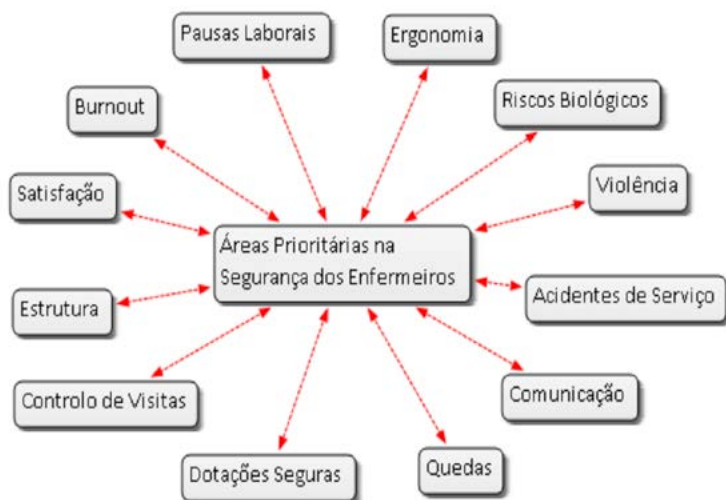 Pausas Laborais
Ergonomia
Burnout
Riscos Biológicos
Satisfação
Violência
Áreas Prioritárias na
Segurança dos Enfermeiros
Estrutura
Acidentes de Serviço
Controlo de Visitas
Comunicação
Dotações Seguras
Quedas